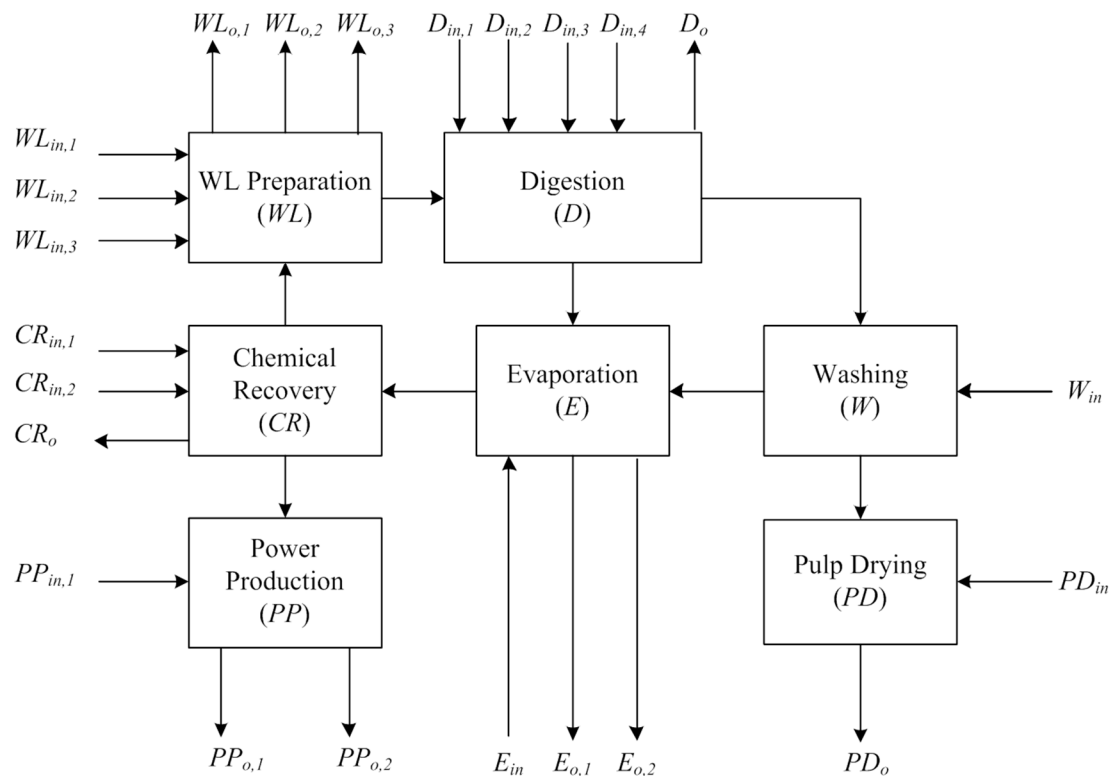 WLo,1 WLo,2 WLo,3 Din,1 Din,2 Din,3 Din,4 Do
WLin,1
WLin,2
WLin,3
WL Preparation
(WL)
Digestion
(D)
CRin,1
CRin,2
CRo
Chemical
Recovery
(CR)
Evaporation
(E)
Washing
(W)
Win
PPin,1
Power
Production
(PP)
Pulp Drying
(PD)
PDin
PPo,1 PPo,2 Ein Eo,1 Eo,2 PDo